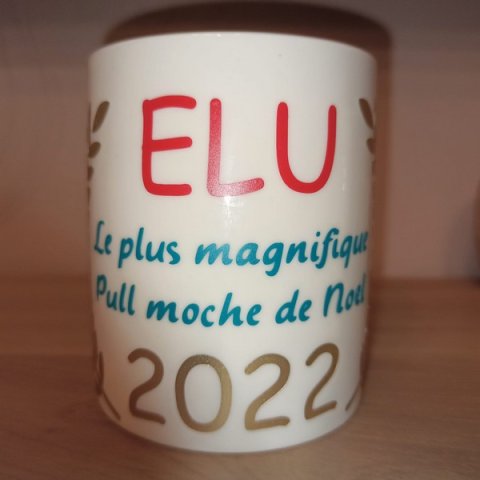 ELU
Le plus magnifique
Pull moche de Noel
2022